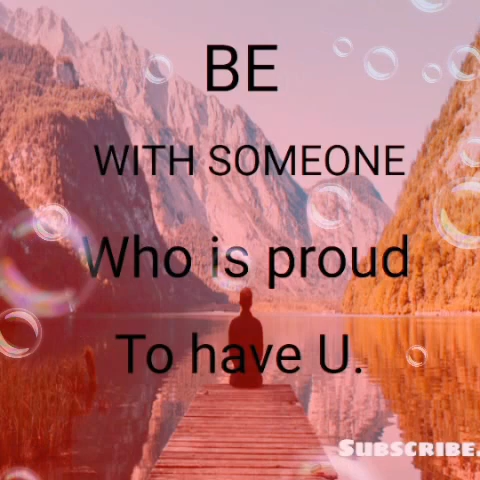 BE
WITH SOMEONE
Who is proud
To have U.
SUBSCRIBE.